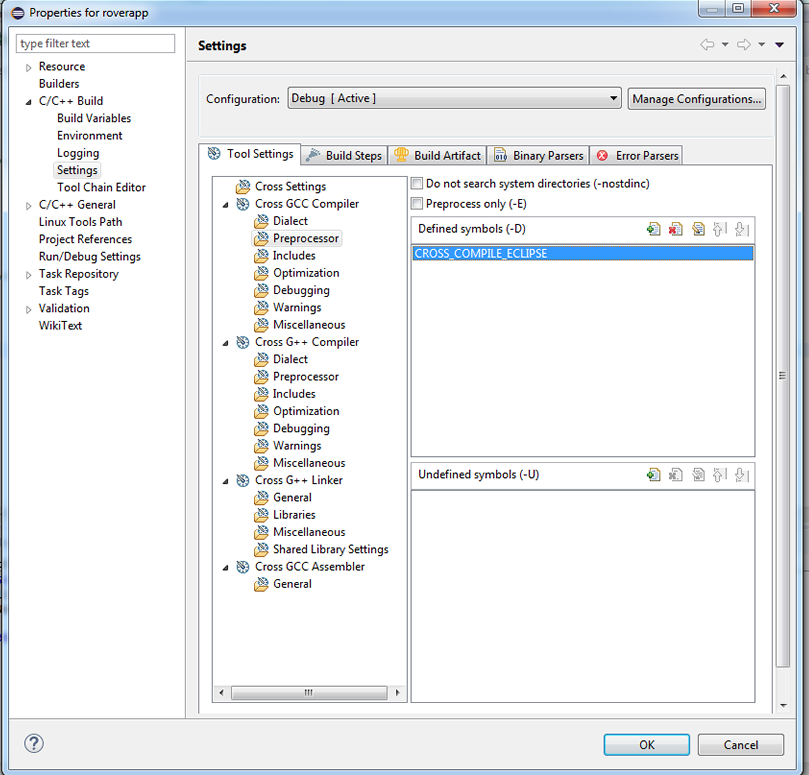 Properties for roverapp
type filter text
Resource
Builders
C/C++ Build
Build Variables
Environment
Logging
Settings
Tool Chain Editor
C/C++ General
Linux Tools Path
Project References
Run/Debug Settings
Task Repository
Task Tags
Validation
WikiText
Settings
Configuration: Debug [ Active ] Manage Configurations...
Tool Settings Build Steps Build Artifact Binary Parsers Error Parsers
Cross Settings
Cross GCC Compiler
Dialect
Preprocessor
Includes
Optimization
Debugging
Warnings
Miscellaneous
Cross G++ Compiler
Dialect
Preprocessor
Includes
Optimization
Debugging
Warnings
Miscellaneous
Cross G++ Linker
General
Libraries
Miscellaneous
Shared Library Settings
Cross GCC Assembler
General
Do not search system directories (-nostdinc)
Preprocess only (-E)
Defined symbols (-D)
CROSS_COMPILE_ECLIPSE
Undefined symbols (-U)
OK Cancel